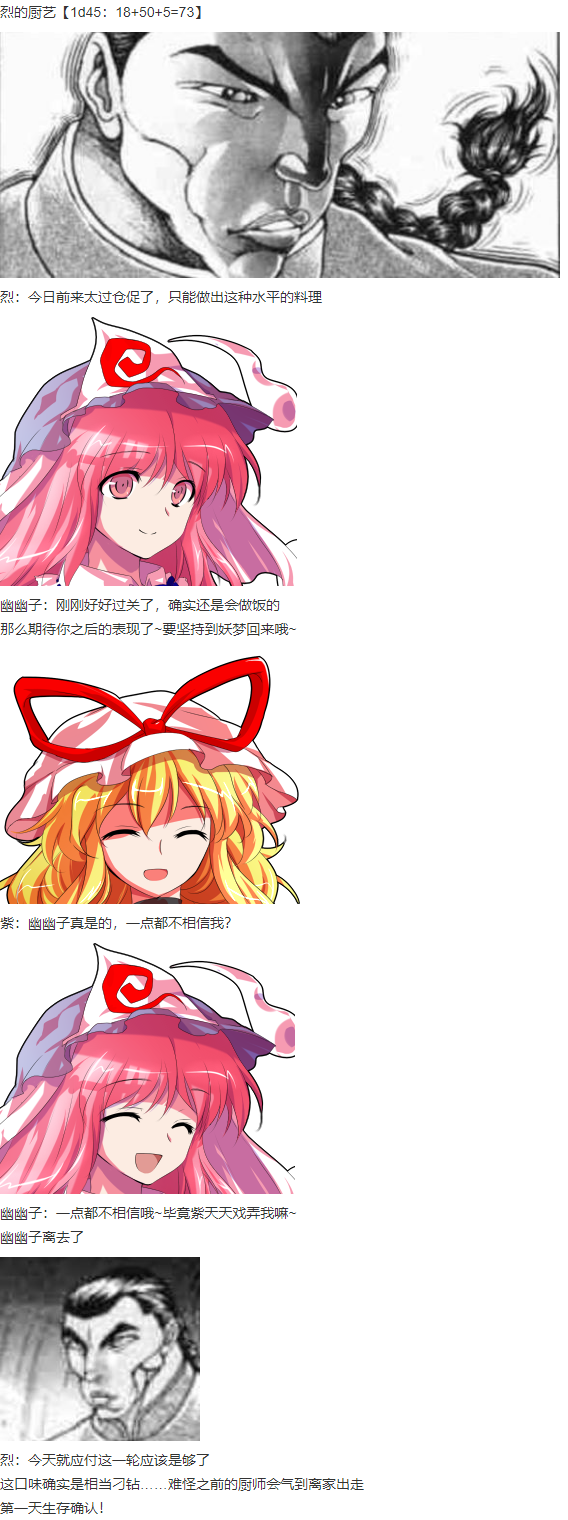 烈的厨艺【1d45：18+50+5=73】
烈：今日前来太过仓促了，只能做出这种水平的料理
幽幽子：刚刚好好过关了，确实还是会做饭的
那么期待你之后的表现了~要坚持到妖梦回来哦~
紫：幽幽子真是的，一点都不相信我？
幽幽子：一点都不相信哦~毕竟紫天天戏弄我嘛~
幽幽子离去了
烈：今天就应付这一轮应该是够了
这口味确实是相当刁钻……难怪之前的厨师会气到离家出走
第一天生存确认！